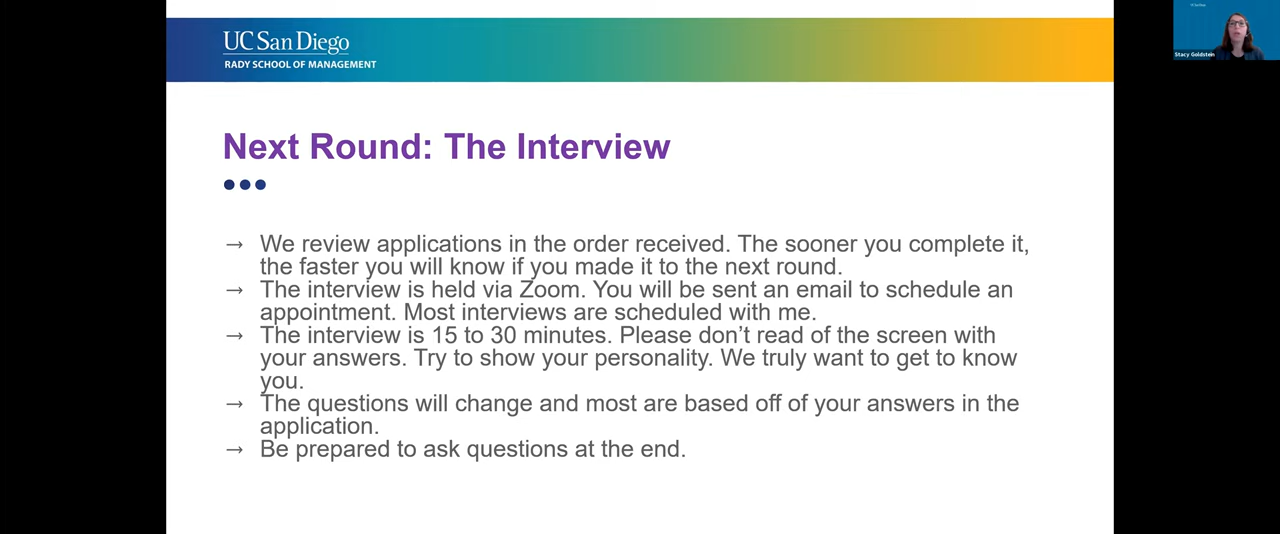 UC San Diego
RADY SCHOOL OF MANAGEMENT
Stacy Goldstein
Next Round: The Interview
→ We review applications in the order received. The sooner you complete it,
the faster you will know if you made it to the next round.
→ The interview is held via Zoom. You will be sent an email to schedule an
appointment. Most interviews are scheduled with me.
→ The interview is 15 to 30 minutes. Please don’t read of the screen with
your answers. Try to show your personality. We truly want to get to know
you.
→ The questions will change and most are based off of your answers in the
application.
→ Be prepared to ask questions at the end.